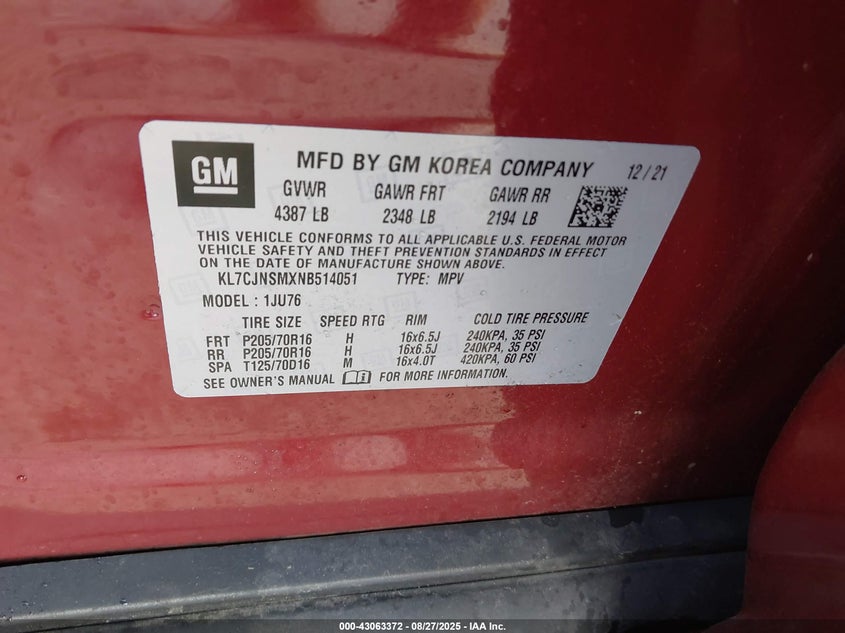 GM MFD BY GM KOREA COMPANY 12/21
GVWR GAWR FRT GAWR RR
4387 LB 2348 LB 2194 LB
THIS VEHICLE CONFORMS TO ALL APPLICABLE U.S. FEDERAL MOTOR
VEHICLE SAFETY AND THEFT PREVENTION STANDARDS IN EFFECT
ON THE DATE OF MANUFACTURE SHOWN ABOVE.
KL7CJNSMXNB514051 TYPE: MPV
MODEL : 1JU76
TIRE SIZE SPEED RTG RIM COLD TIRE PRESSURE
FRT P205/70R16 H 16x6.5J 240KPA, 35 PSI
RR P205/70R16 H 16x6.5J 240KPA, 35 PSI
SPA T125/70D16 M 16x4.0T 420KPA, 60 PSI
SEE OWNER'S MANUAL FOR MORE INFORMATION.
000-43063372 - 08/27/2025 - IAA Inc.